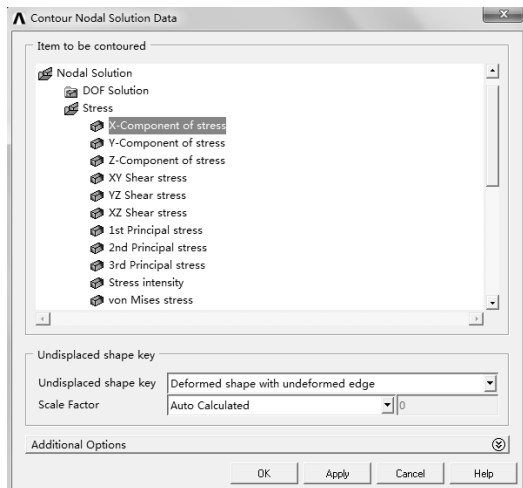 Contour Nodal Solution Data
Item to be contoured
Nodal Solution
DOF Solution
Stress
X-Component of stress
Y-Component of stress
Z-Component of stress
XY Shear stress
YZ Shear stress
XZ Shear stress
1st Principal stress
2nd Principal stress
3rd Principal stress
Stress intensity
von Mises stress
Undisplaced shape key
Undisplaced shape key Deformed shape with undeformed edge
Scale Factor Auto Calculated 0
Additional Options
OK Apply Cancel Help